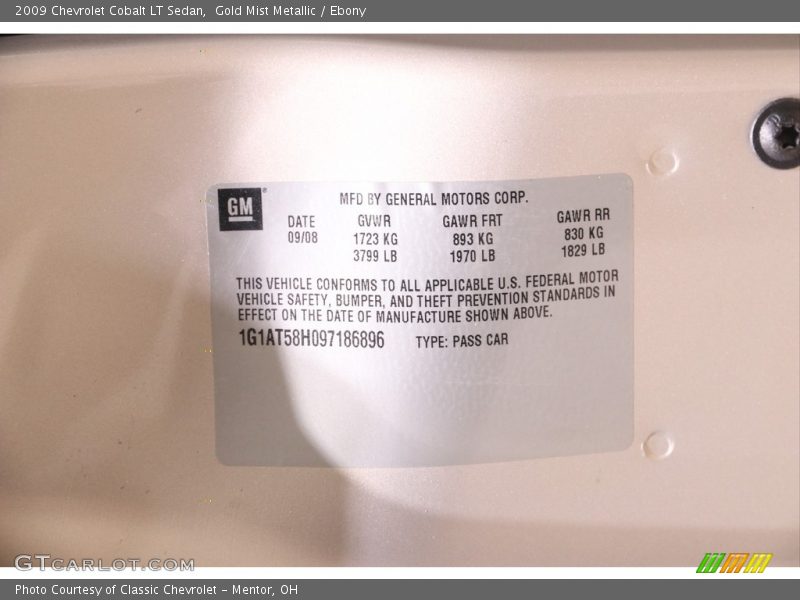 2009 Chevrolet Cobalt LT Sedan,  Gold Mist Metallic / Ebony
GM
MFD BY GENERAL MOTORS CORP.
DATE GVWR GAWR FRT GAWR RR
09/08 1723 KG 893 KG 830 KG
3799 LB 1970 LB 1829 LB
THIS VEHICLE CONFORMS TO ALL APPLICABLE U.S. FEDERAL MOTOR
VEHICLE SAFETY, BUMPER, AND THEFT PREVENTION STANDARDS IN
EFFECT ON THE DATE OF MANUFACTURE SHOWN ABOVE.
1G1AT58H097186896 TYPE: PASS CAR
GTCARLOT.COM
Photo Courtesy of Classic Chevrolet - Mentor, OH